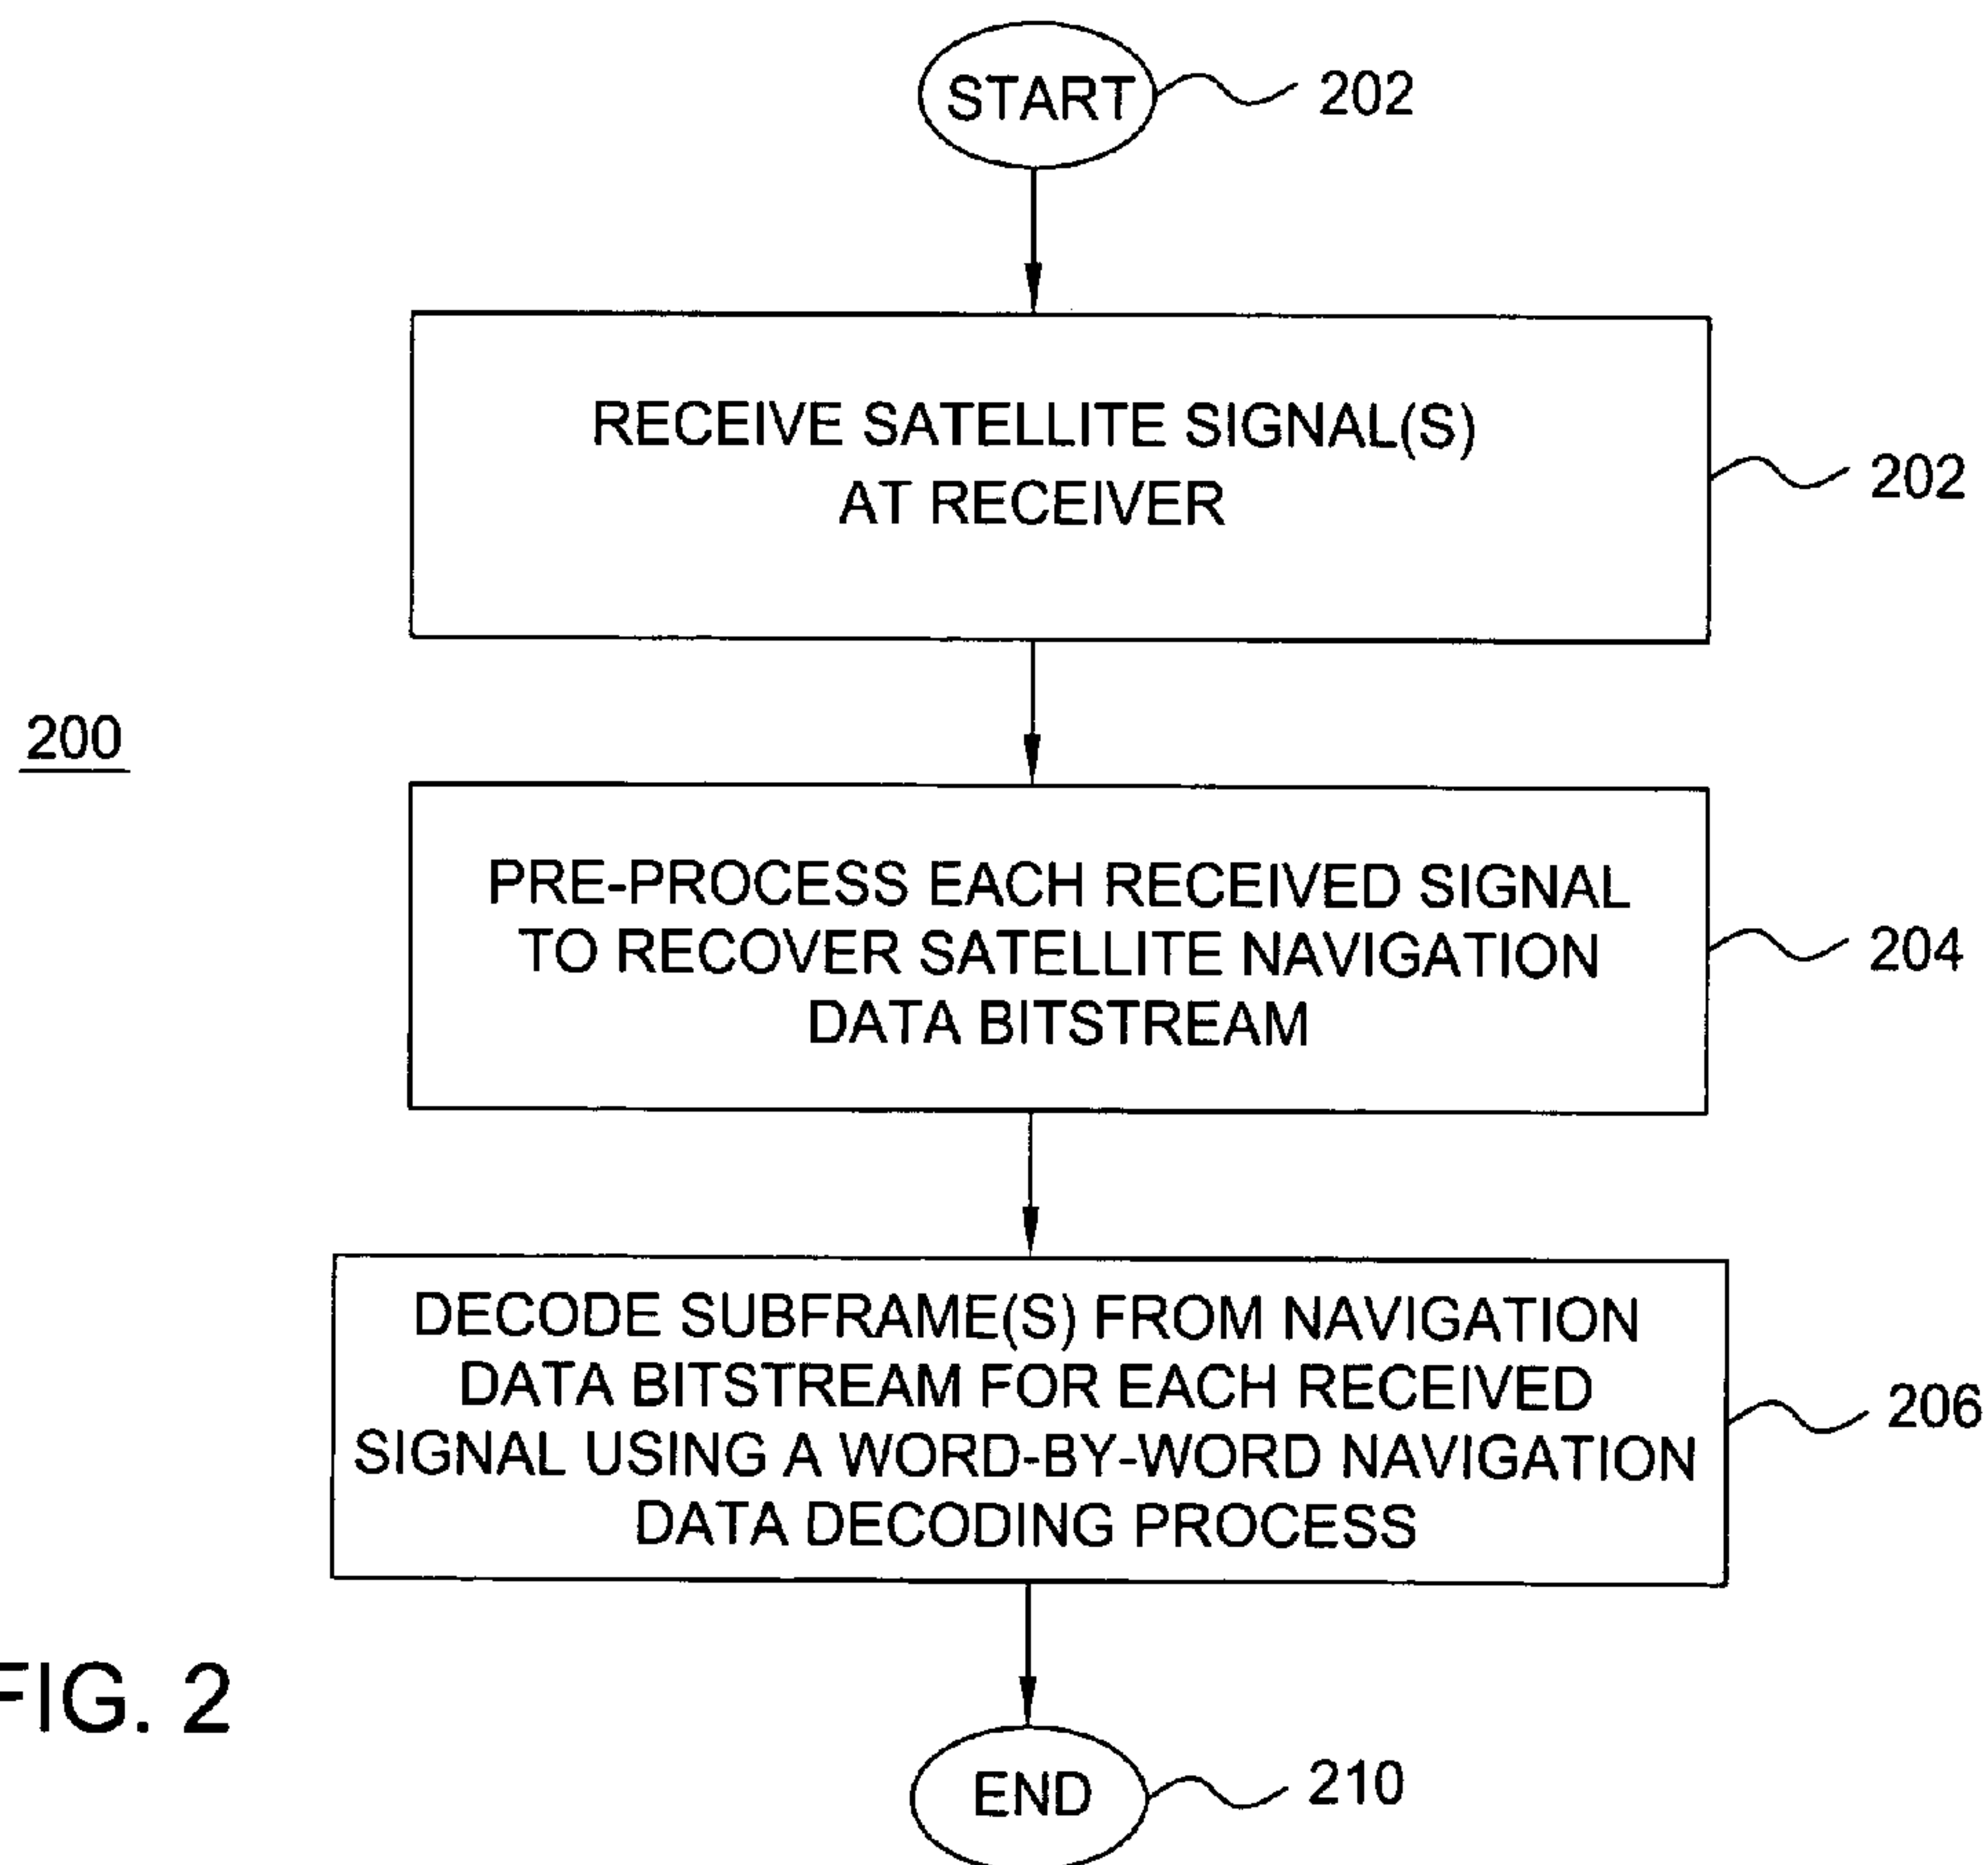 START
202
RECEIVE SATELLITE SIGNAL(S)
AT RECEIVER
202
200
PRE-PROCESS EACH RECEIVED SIGNAL
TO RECOVER SATELLITE NAVIGATION
DATA BITSTREAM
204
DECODE SUBFRAME(S) FROM NAVIGATION
DATA BITSTREAM FOR EACH RECEIVED
SIGNAL USING A WORD-BY-WORD NAVIGATION
DATA DECODING PROCESS
206
FIG. 2
END
210